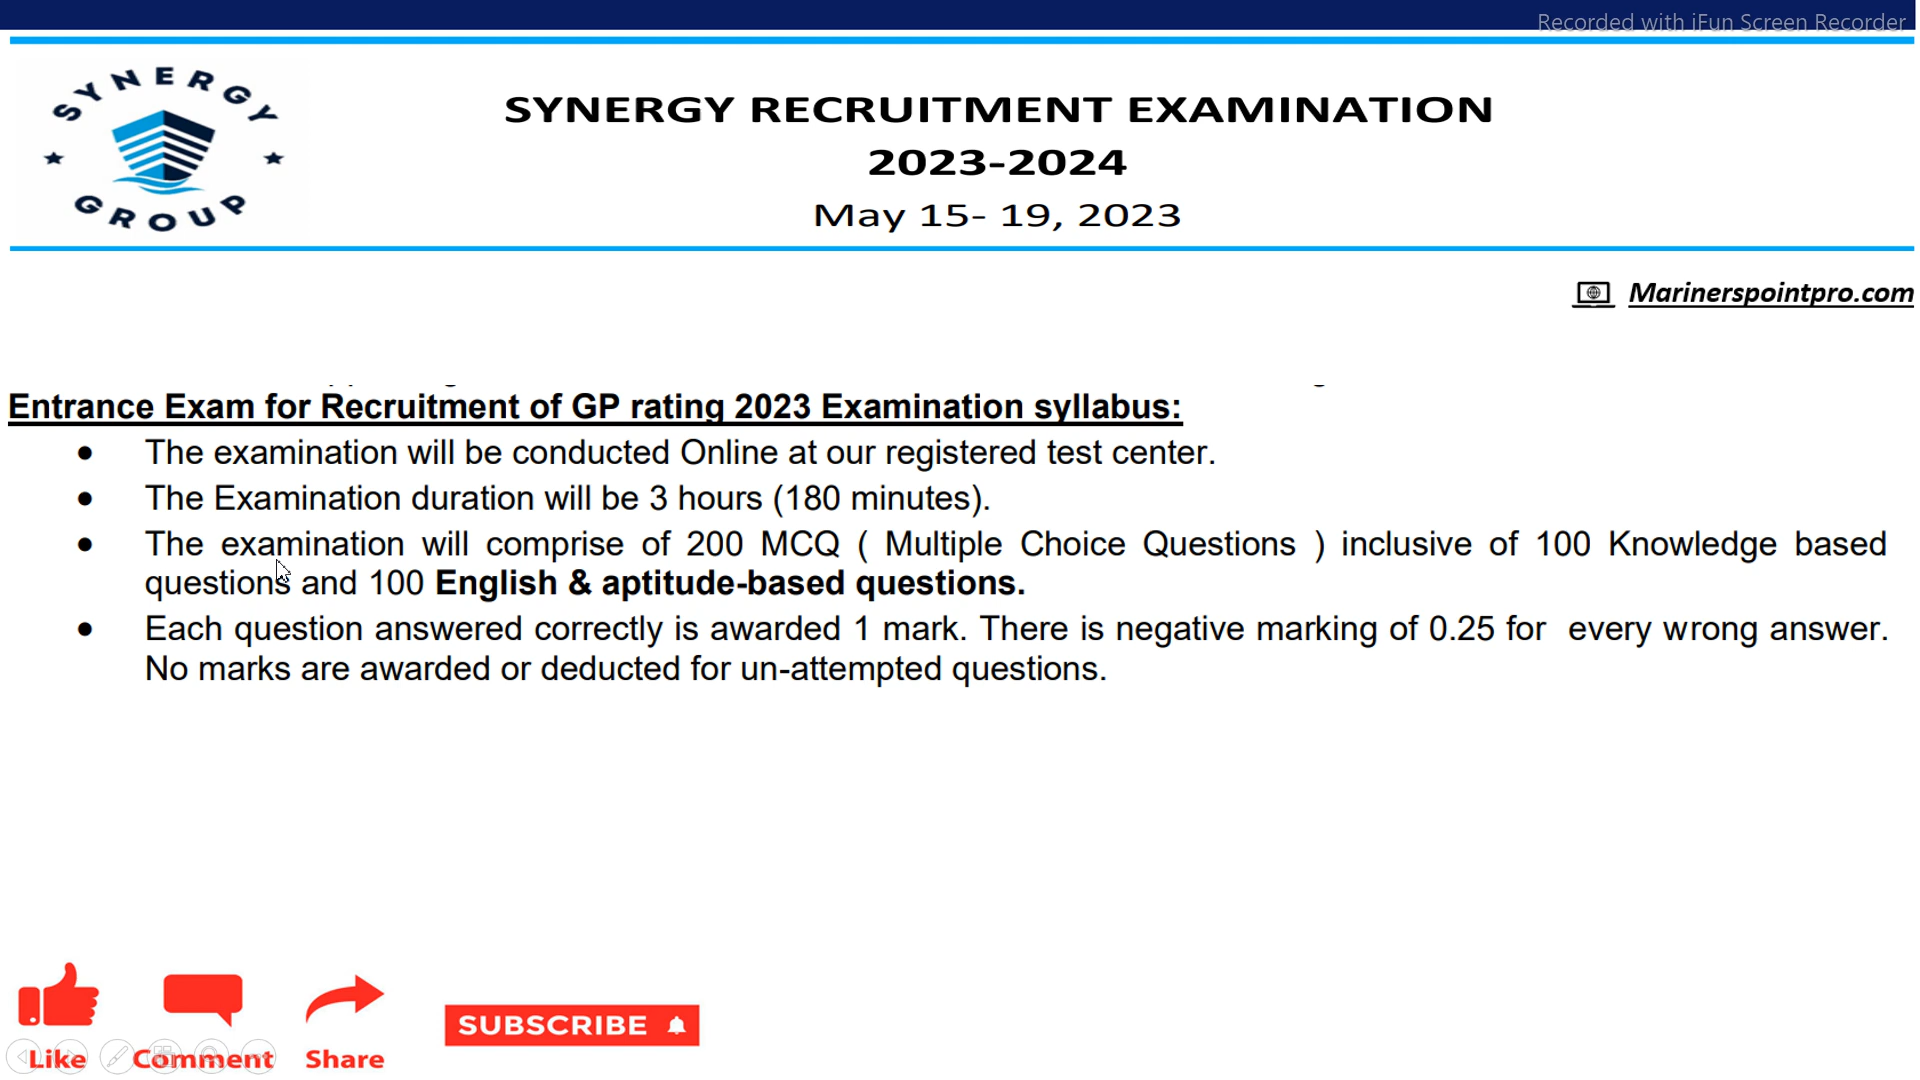 Recorded with iFun Screen Recorder
SYNERGY
GROUP
SYNERGY RECRUITMENT EXAMINATION
2023-2024
May 15- 19, 2023
Marinerspointpro.com
Entrance Exam for Recruitment of GP rating 2023 Examination syllabus:
● The examination will be conducted Online at our registered test center.
● The Examination duration will be 3 hours (180 minutes).
● The examination will comprise of 200 MCQ ( Multiple Choice Questions ) inclusive of 100 Knowledge based
questions and 100 English & aptitude-based questions.
● Each question answered correctly is awarded 1 mark. There is negative marking of 0.25 for every wrong answer.
No marks are awarded or deducted for un-attempted questions.
SUBSCRIBE
Like Comment Share